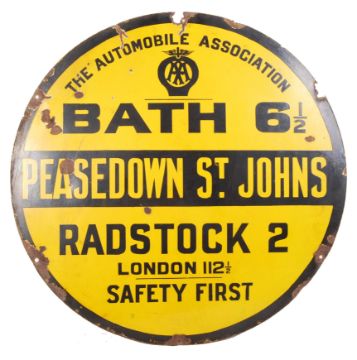 THE AUTOMOBILE ASSOCIATION
AA
BATH 6½
PEASEDOWN ST JOHNS
RADSTOCK 2
LONDON 112½
SAFETY FIRST